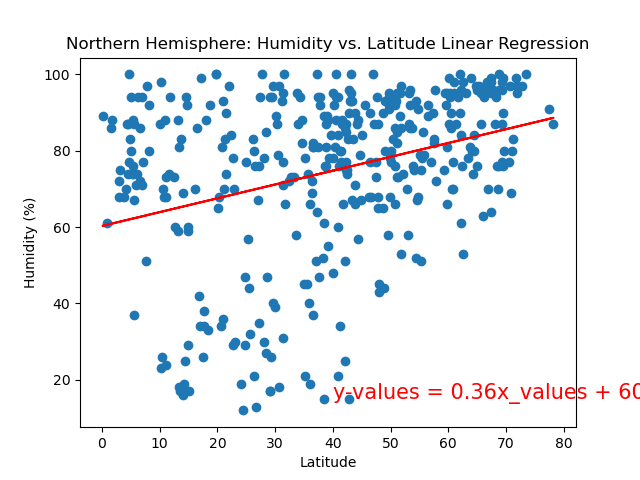 Northern Hemisphere: Humidity vs. Latitude Linear Regression
100
80
60
40
20
Humidity (%)
y-values = 0.36x_values + 60
0 10 20 30 40 50 60 70 80
Latitude